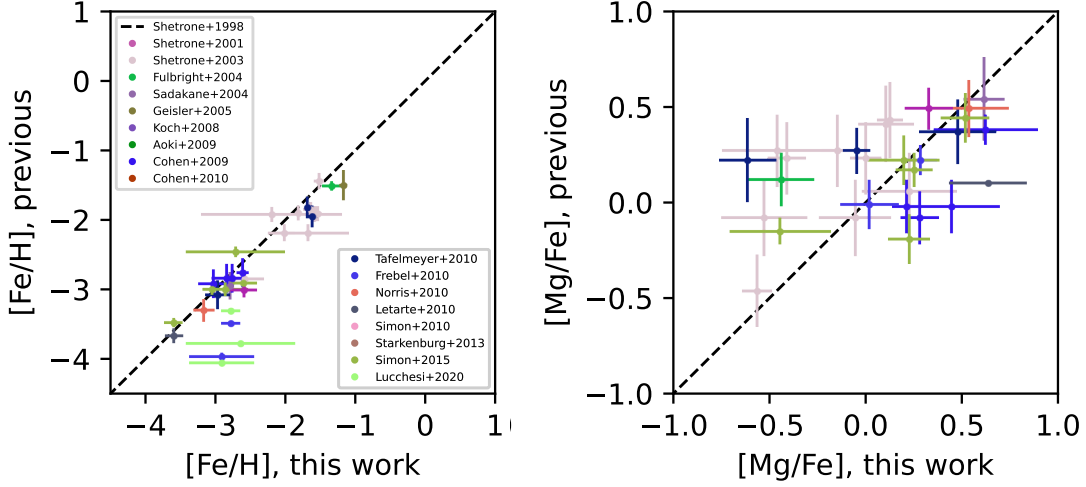 Shetrone+1998
Shetrone+2001
Shetrone+2003
Fulbright+2004
Sadakane+2004
Geisler+2005
Koch+2008
Aoki+2009
Cohen+2009
Cohen+2010
Tafelmeyer+2010
Frebel+2010
Norris+2010
Letarte+2010
Simon+2010
Starkenburg+2013
Simon+2015
Lucchesi+2020
1
0
−1
−2
−3
−4
[Fe/H], previous
−4 −3 −2 −1 0
[Fe/H], this work
1.0
0.5
0.0
−0.5
−1.0
[Mg/Fe], previous
−1.0 −0.5 0.0 0.5 1.0
[Mg/Fe], this work